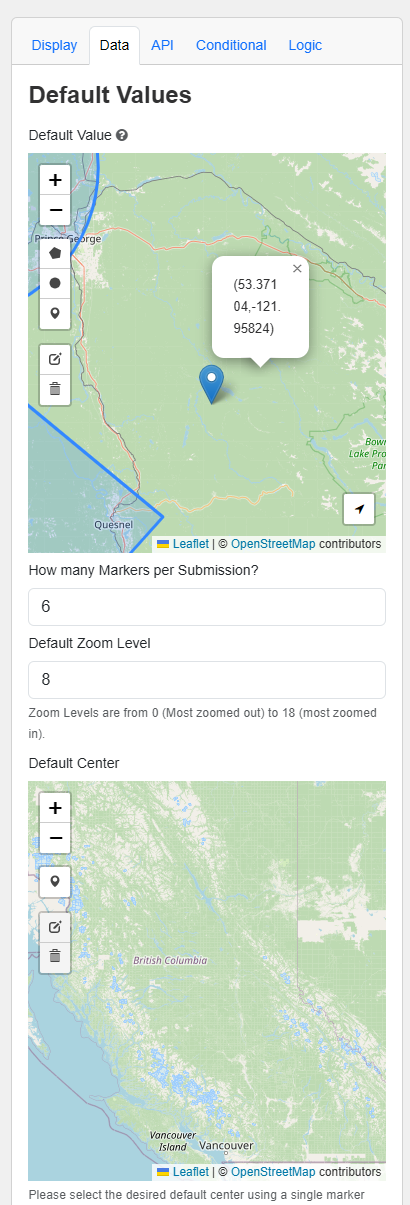 Display Data API Conditional Logic
Default Values
Default Value
+
−
Prince George
×
(53.371
04,-121.
95824)
Bow
Lake Pro
Par
Quesnel
Leaflet | © OpenStreetMap contributors
How many Markers per Submission?
6
Default Zoom Level
8
Zoom Levels are from 0 (Most zoomed out) to 18 (most zoomed
in).
Default Center
+
−
British Columbia
Vancouver
Island
Vancouver
Leaflet | © OpenStreetMap contributors
Please select the desired default center using a single marker